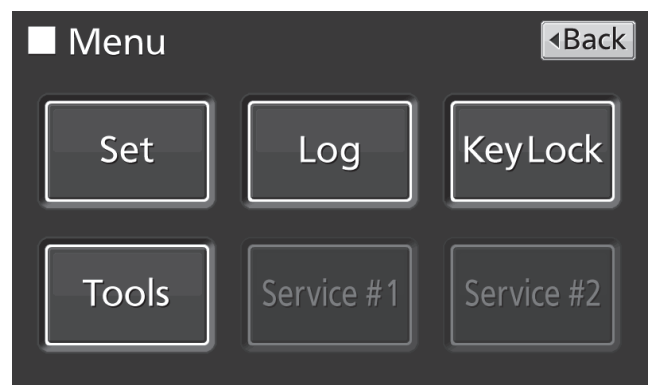 Menu
Back
Set
Log
KeyLock
Tools
Service #1
Service #2